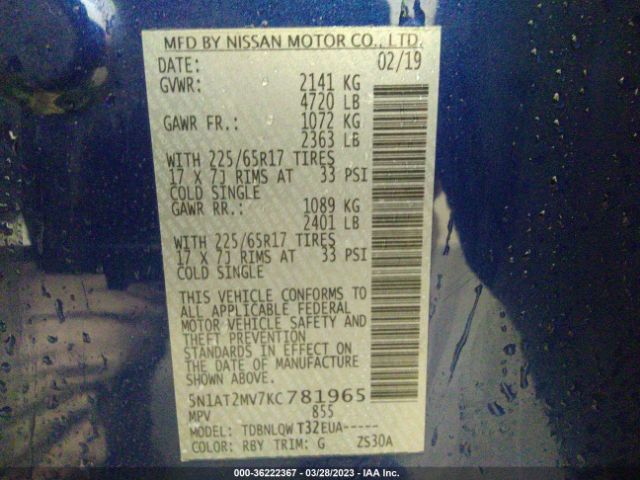 MFD BY NISSAN MOTOR CO., LTD.
DATE: 02/19
GVWR: 2141 KG
4720 LB
GAWR FR.: 1072 KG
2363 LB
WITH 225/65R17 TIRES
17 X 7J RIMS AT 33 PSI
COLD SINGLE
GAWR RR.: 1089 KG
2401 LB
WITH 225/65R17 TIRES
17 X 7J RIMS AT 33 PSI
COLD SINGLE
THIS VEHICLE CONFORMS TO
ALL APPLICABLE FEDERAL
MOTOR VEHICLE SAFETY AND
THEFT PREVENTION
STANDARDS IN EFFECT ON
THE DATE OF MANUFACTURE
SHOWN ABOVE.
5N1AT2MV7KC781965
MPV 855
MODEL: TDBNLQW T32EUA-----
COLOR: RBY TRIM: G ZS30A
000-36222367 | 03/28/2023 | IAA Inc.